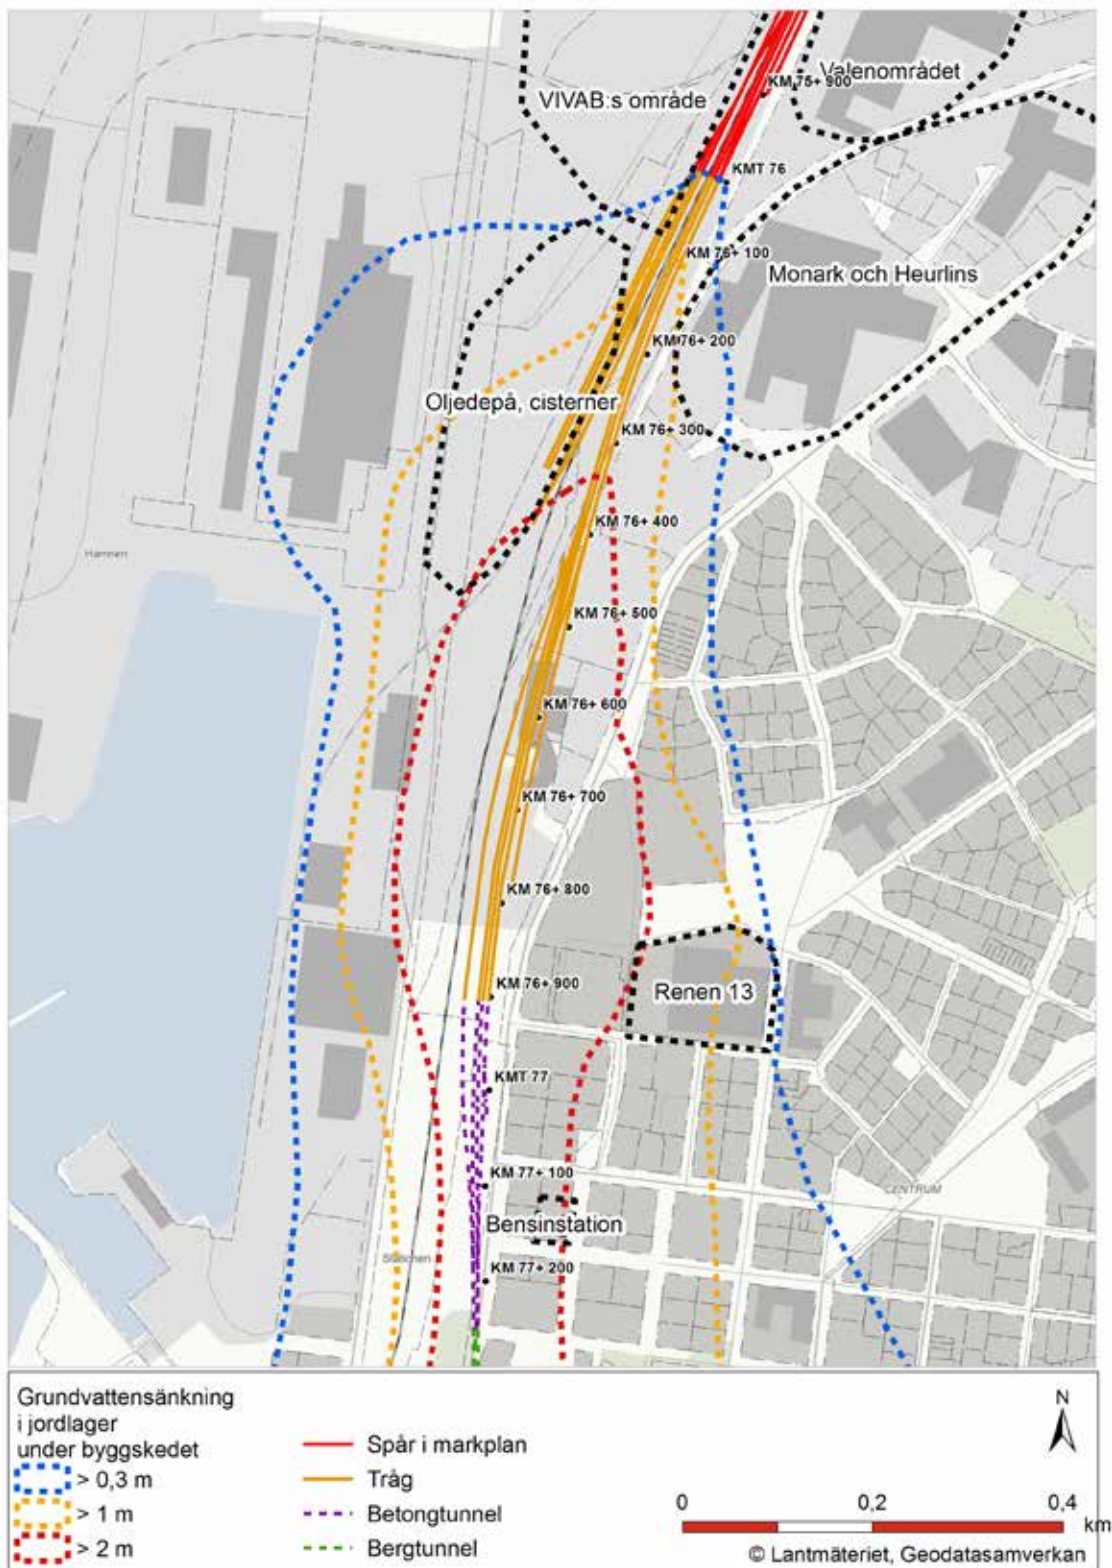 Valenområdet
KM 75+ 900
VIVAB:s område
KMT 76
KM 76+ 100
Monark och Heurlins
KM 76+ 200
Oljedepå, cisterner
KM 76+ 300
KM 76+ 400
Hamnen
KM 76+ 500
KM 76+ 600
KM 76+ 700
KM 76+ 800
KM 76+ 900
Renen 13
KMT 77
KM 77+ 100
CENTRUM
Bensinstation
KM 77+ 200
Grundvattensänkning
i jordlager
under byggskedet
> 0,3 m
> 1 m
> 2 m
Spår i markplan
Tråg
Betongtunnel
Bergtunnel
N
0 0,2 0,4
km
© Lantmäteriet, Geodatasamverkan